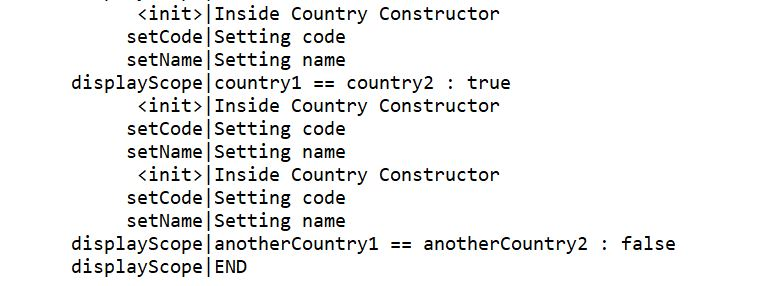 <init>|Inside Country Constructor
setCode|Setting code
setName|Setting name
displayScope|country1 == country2 : true
<init>|Inside Country Constructor
setCode|Setting code
setName|Setting name
<init>|Inside Country Constructor
setCode|Setting code
setName|Setting name
displayScope|anotherCountry1 == anotherCountry2 : false
displayScope|END